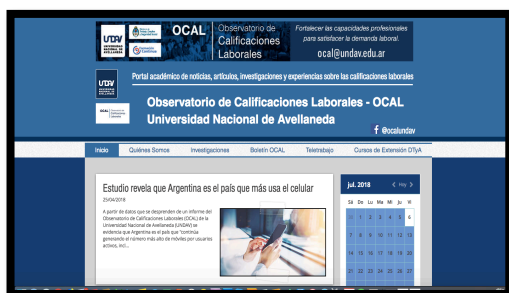 UNDAV
OCAL
Observatorio de
Calificaciones
Laborales
Fortalecer las capacidades profesionales
para satisfacer la demanda laboral.
ocal@undav.edu.ar
UNDAV
Portal académico de noticias, artículos, investigaciones y experiencias sobre las calificaciones laborales
Observatorio de Calificaciones Laborales - OCAL
Universidad Nacional de Avellaneda
@ocalundav
Inicio
Quiénes Somos
Investigaciones
Boletín OCAL
Teletrabajo
Cursos de Extensión DTyA
Estudio revela que Argentina es el país que más usa el celular
25/04/2018
A partir de datos que se desprenden de un informe del
Observatorio de Calificaciones Laborales (OCAL) de la
Universidad Nacional de Avellaneda (UNDAV) se
evidencia que Argentina es el país que "continúa
generando el número más alto de móviles por usuarios
activos, inci...
jul. 2018
Hoy
Sá Do Lu Ma Mi Ju Vi
30 1 2 3 4 5 6
7 8 9 10 11 12 13
14 15 16 17 18 19 20
21 22 23 24 25 26 27